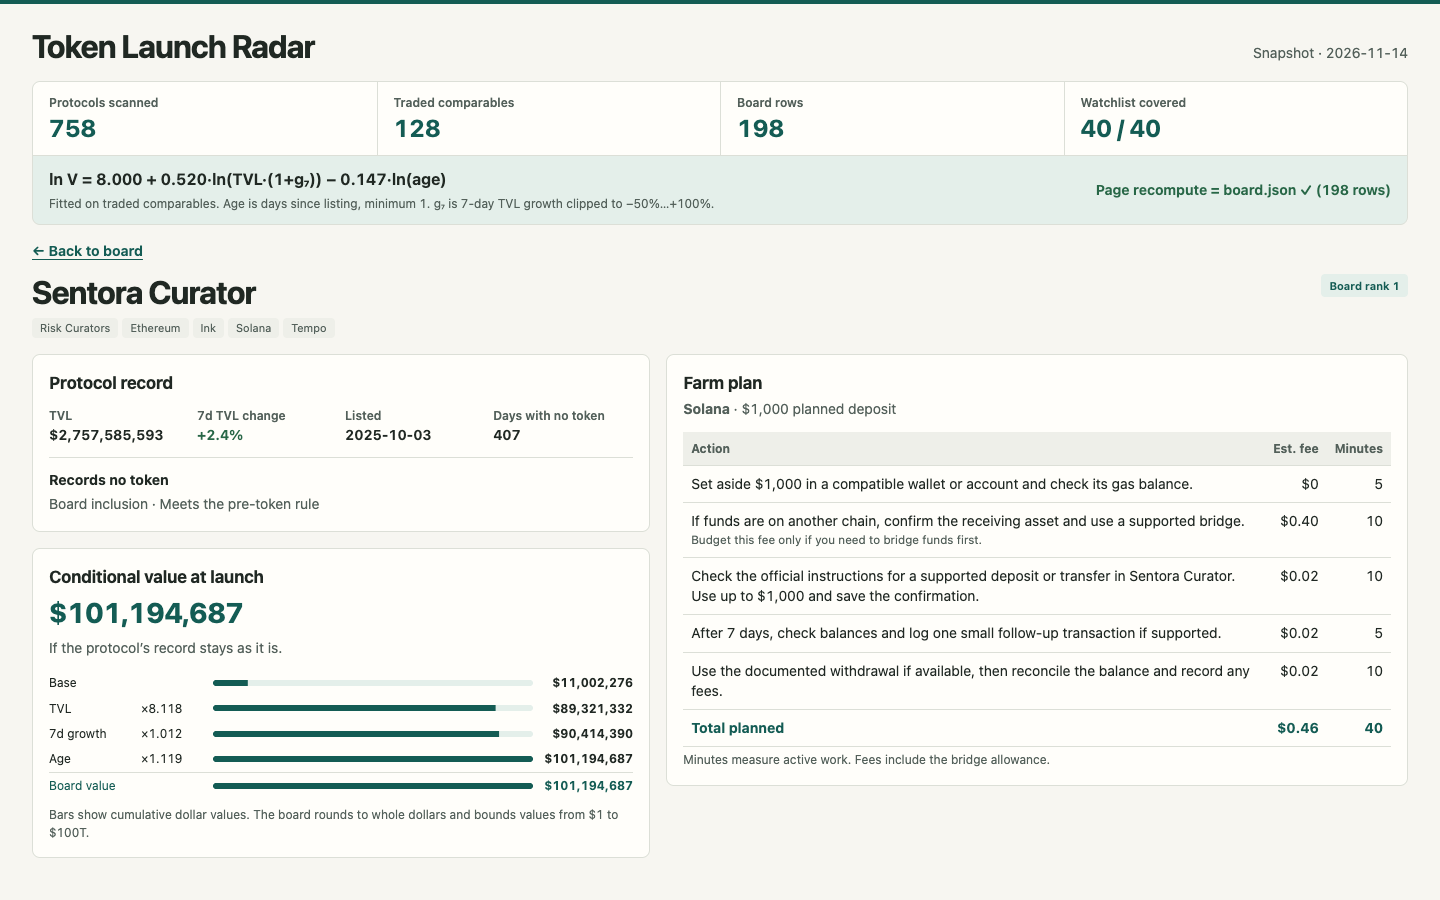 Token Launch Radar
Snapshot · 2026-11-14
Protocols scanned
758
Traded comparables
128
Board rows
198
Watchlist covered
40 / 40
ln V = 8.000 + 0.520·ln(TVL·(1+g₇)) − 0.147·ln(age)
Fitted on traded comparables. Age is days since listing, minimum 1. g₇ is 7-day TVL growth clipped to −50%…+100%.
Page recompute = board.json ✓ (198 rows)
← Back to board
Sentora Curator
Board rank 1
Risk Curators
Ethereum
Ink
Solana
Tempo
Protocol record
TVL
$2,757,585,593
7d TVL change
+2.4%
Listed
2025-10-03
Days with no token
407
Records no token
Board inclusion · Meets the pre-token rule
Conditional value at launch
$101,194,687
If the protocol’s record stays as it is.
Base $11,002,276
TVL ×8.118 $89,321,332
7d growth ×1.012 $90,414,390
Age ×1.119 $101,194,687
Board value $101,194,687
Bars show cumulative dollar values. The board rounds to whole dollars and bounds values from $1 to
$100T.
Farm plan
Solana · $1,000 planned deposit
Action Est. fee Minutes
Set aside $1,000 in a compatible wallet or account and check its gas balance. $0 5
If funds are on another chain, confirm the receiving asset and use a supported bridge. $0.40 10
Budget this fee only if you need to bridge funds first.
Check the official instructions for a supported deposit or transfer in Sentora Curator. $0.02 10
Use up to $1,000 and save the confirmation.
After 7 days, check balances and log one small follow-up transaction if supported. $0.02 5
Use the documented withdrawal if available, then reconcile the balance and record any $0.02 10
fees.
Total planned $0.46 40
Minutes measure active work. Fees include the bridge allowance.